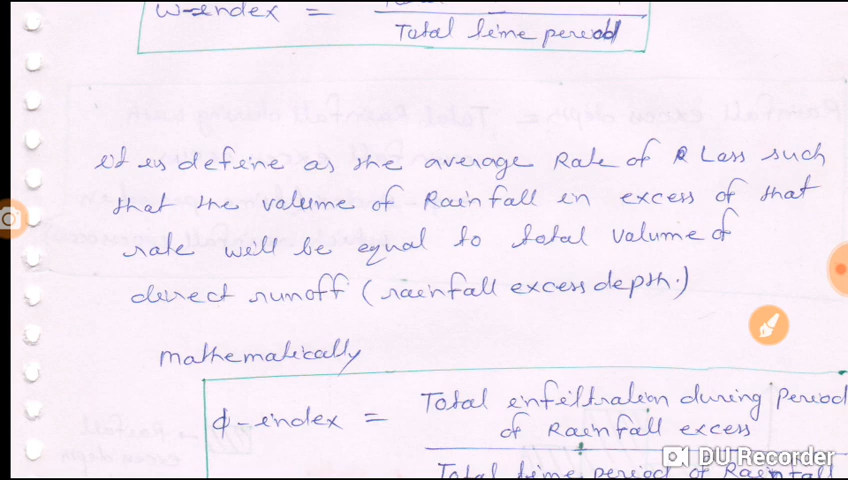 W-index =
Total time period
it is define as the average Rate of R Loss such
that the volume of Rainfall in excess of that
rate will be equal to total volume of
direct runoff (rainfall excess depth.)
mathematically
φ-index = Total infiltration during Period
of Rainfall excess
Total time period of Rainfall
DU Recorder